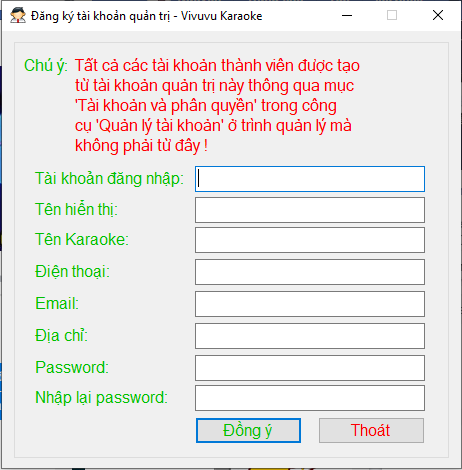 Đăng ký tài khoản quản trị - Vivuvu Karaoke
Chú ý: Tất cả các tài khoản thành viên được tạo
từ tài khoản quản trị này thông qua mục
'Tài khoản và phân quyền' trong công
cụ 'Quản lý tài khoản' ở trình quản lý mà
không phải từ đây !
Tài khoản đăng nhập:
Tên hiển thị:
Tên Karaoke:
Điện thoại:
Email:
Địa chỉ:
Password:
Nhập lại password:
Đồng ý Thoát